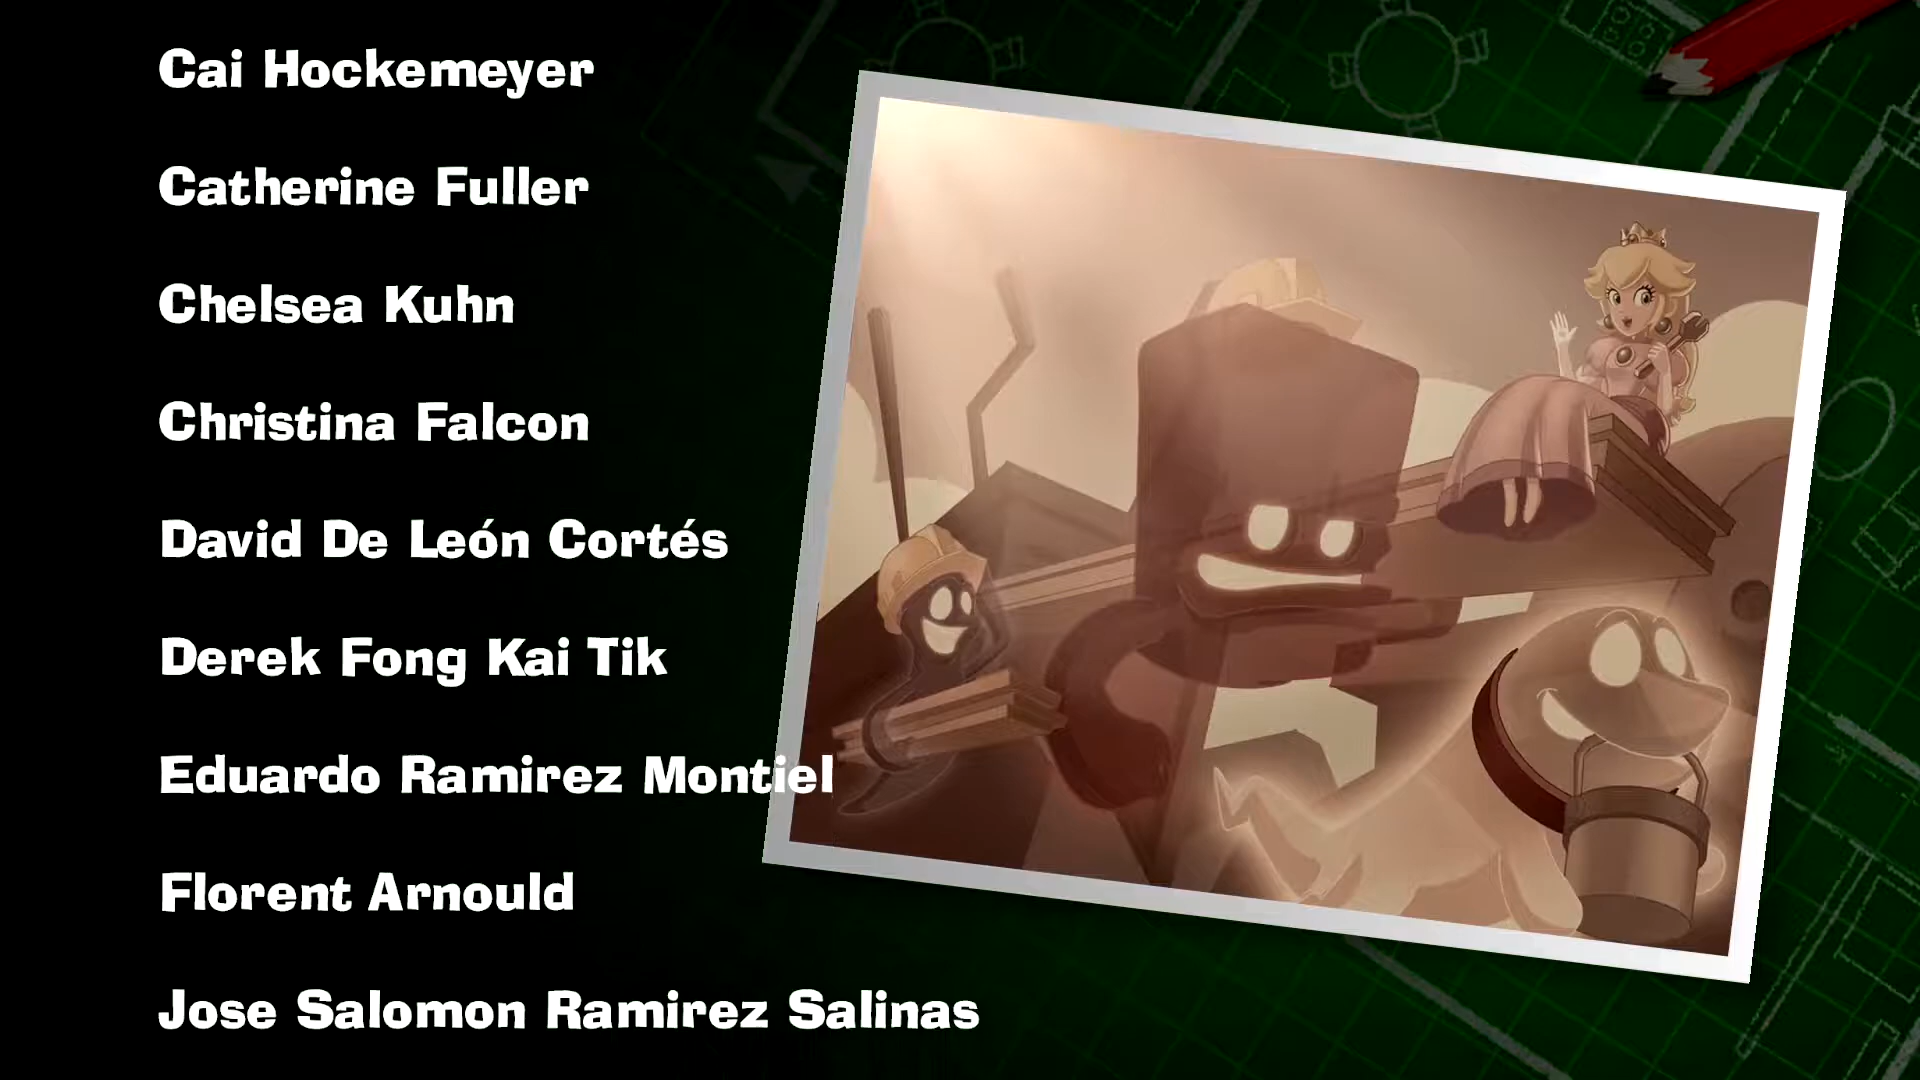 Cai Hockemeyer
Catherine Fuller
Chelsea Kuhn
Christina Falcon
David De León Cortés
Derek Fong Kai Tik
Eduardo Ramirez Montiel
Florent Arnould
Jose Salomon Ramirez Salinas